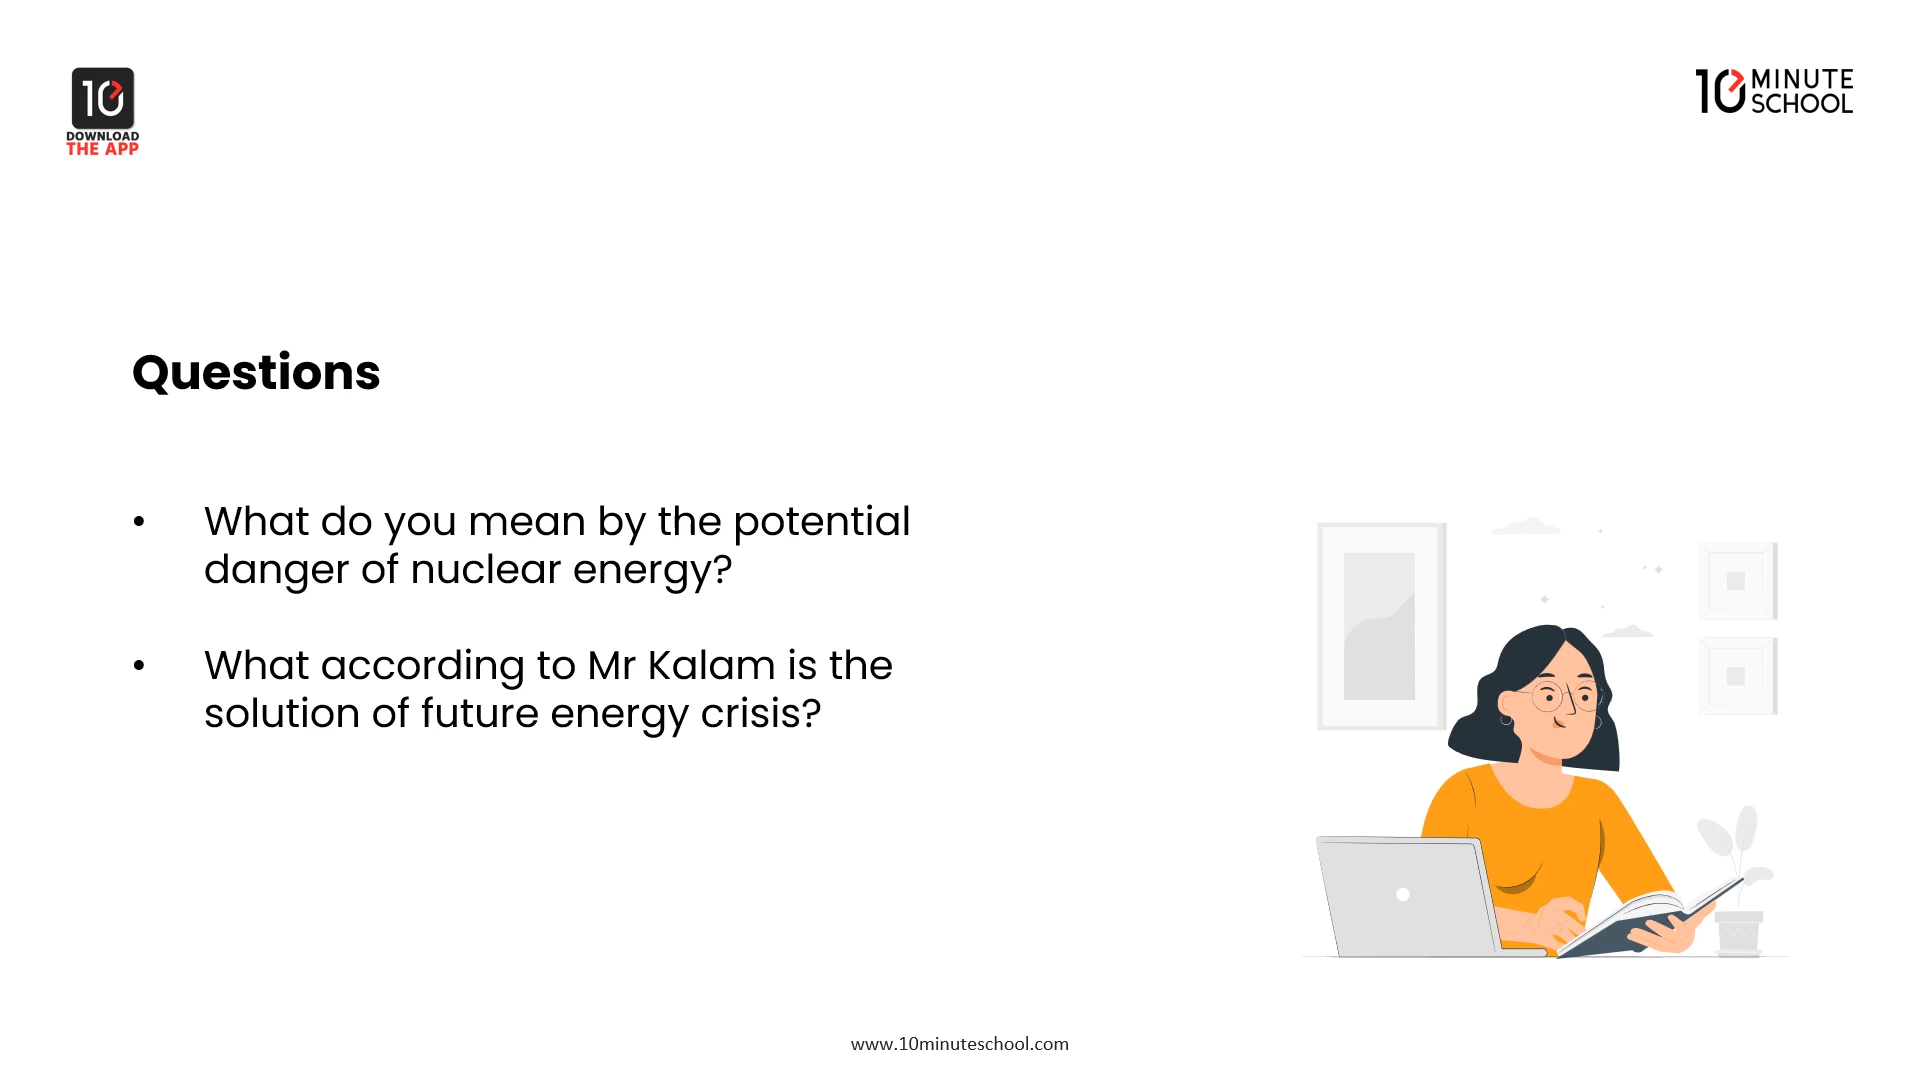 10
DOWNLOAD
THE APP
10 MINUTE
SCHOOL
Questions
• What do you mean by the potential
danger of nuclear energy?
• What according to Mr Kalam is the
solution of future energy crisis?
www.10minuteschool.com